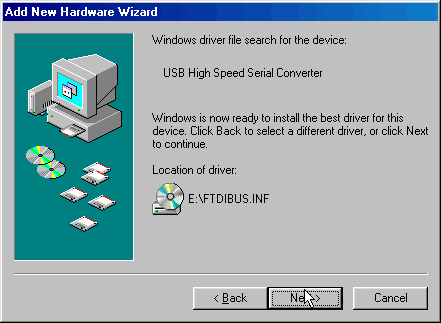 Add New Hardware Wizard
Windows driver file search for the device:
USB High Speed Serial Converter
Windows is now ready to install the best driver for this
device. Click Back to select a different driver, or click Next
to continue.
Location of driver:
E:\FTDIBUS.INF
< Back
Next >
Cancel